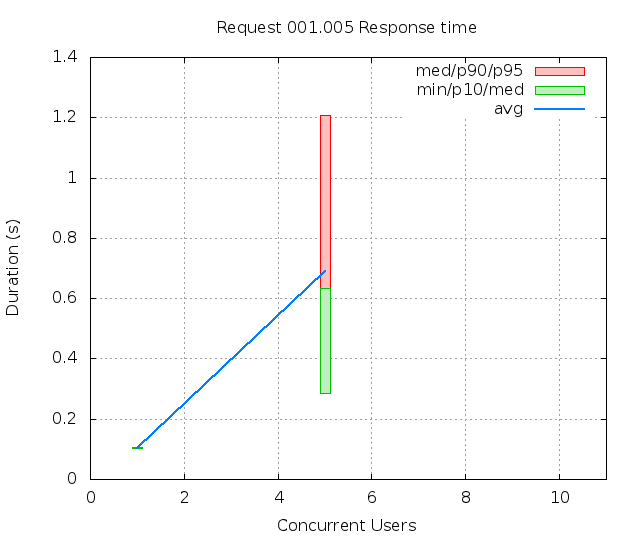 Request 001.005 Response time
med/p90/p95
min/p10/med
avg
1.4
1.2
1
0.8
0.6
0.4
0.2
0
0 2 4 6 8 10
Duration (s)
Concurrent Users